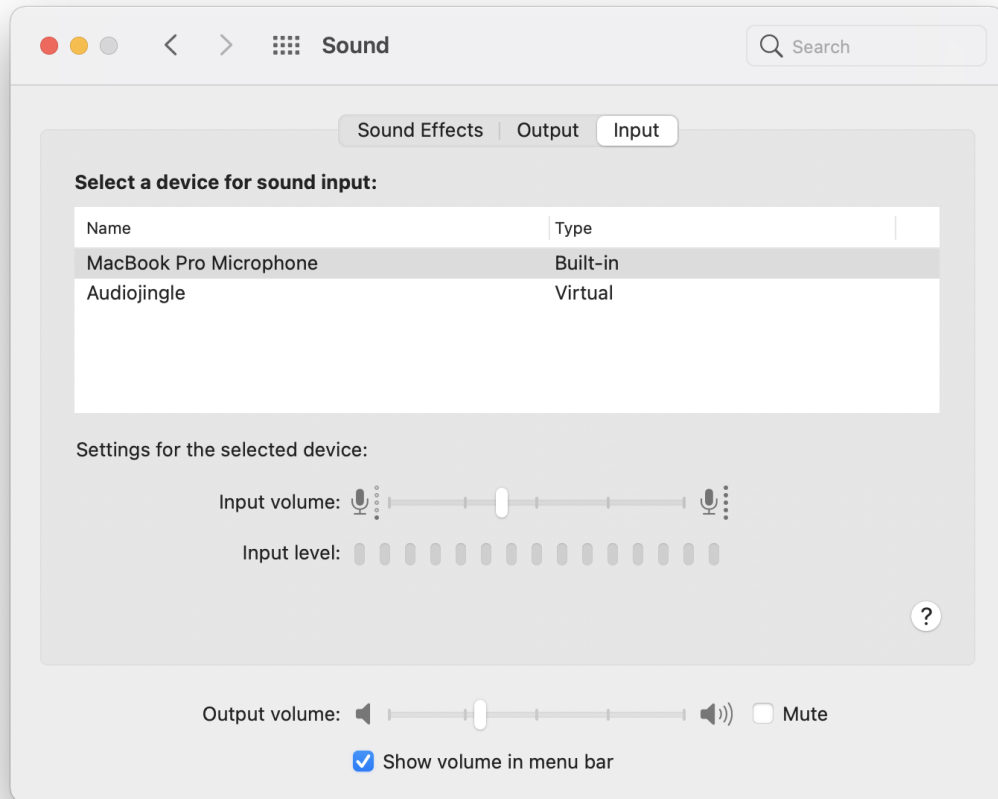 Sound
Search
Sound Effects Output Input
Select a device for sound input:
Name Type
MacBook Pro Microphone Built-in
Audiojingle Virtual
Settings for the selected device:
Input volume:
Input level:
?
Output volume: Mute
Show volume in menu bar